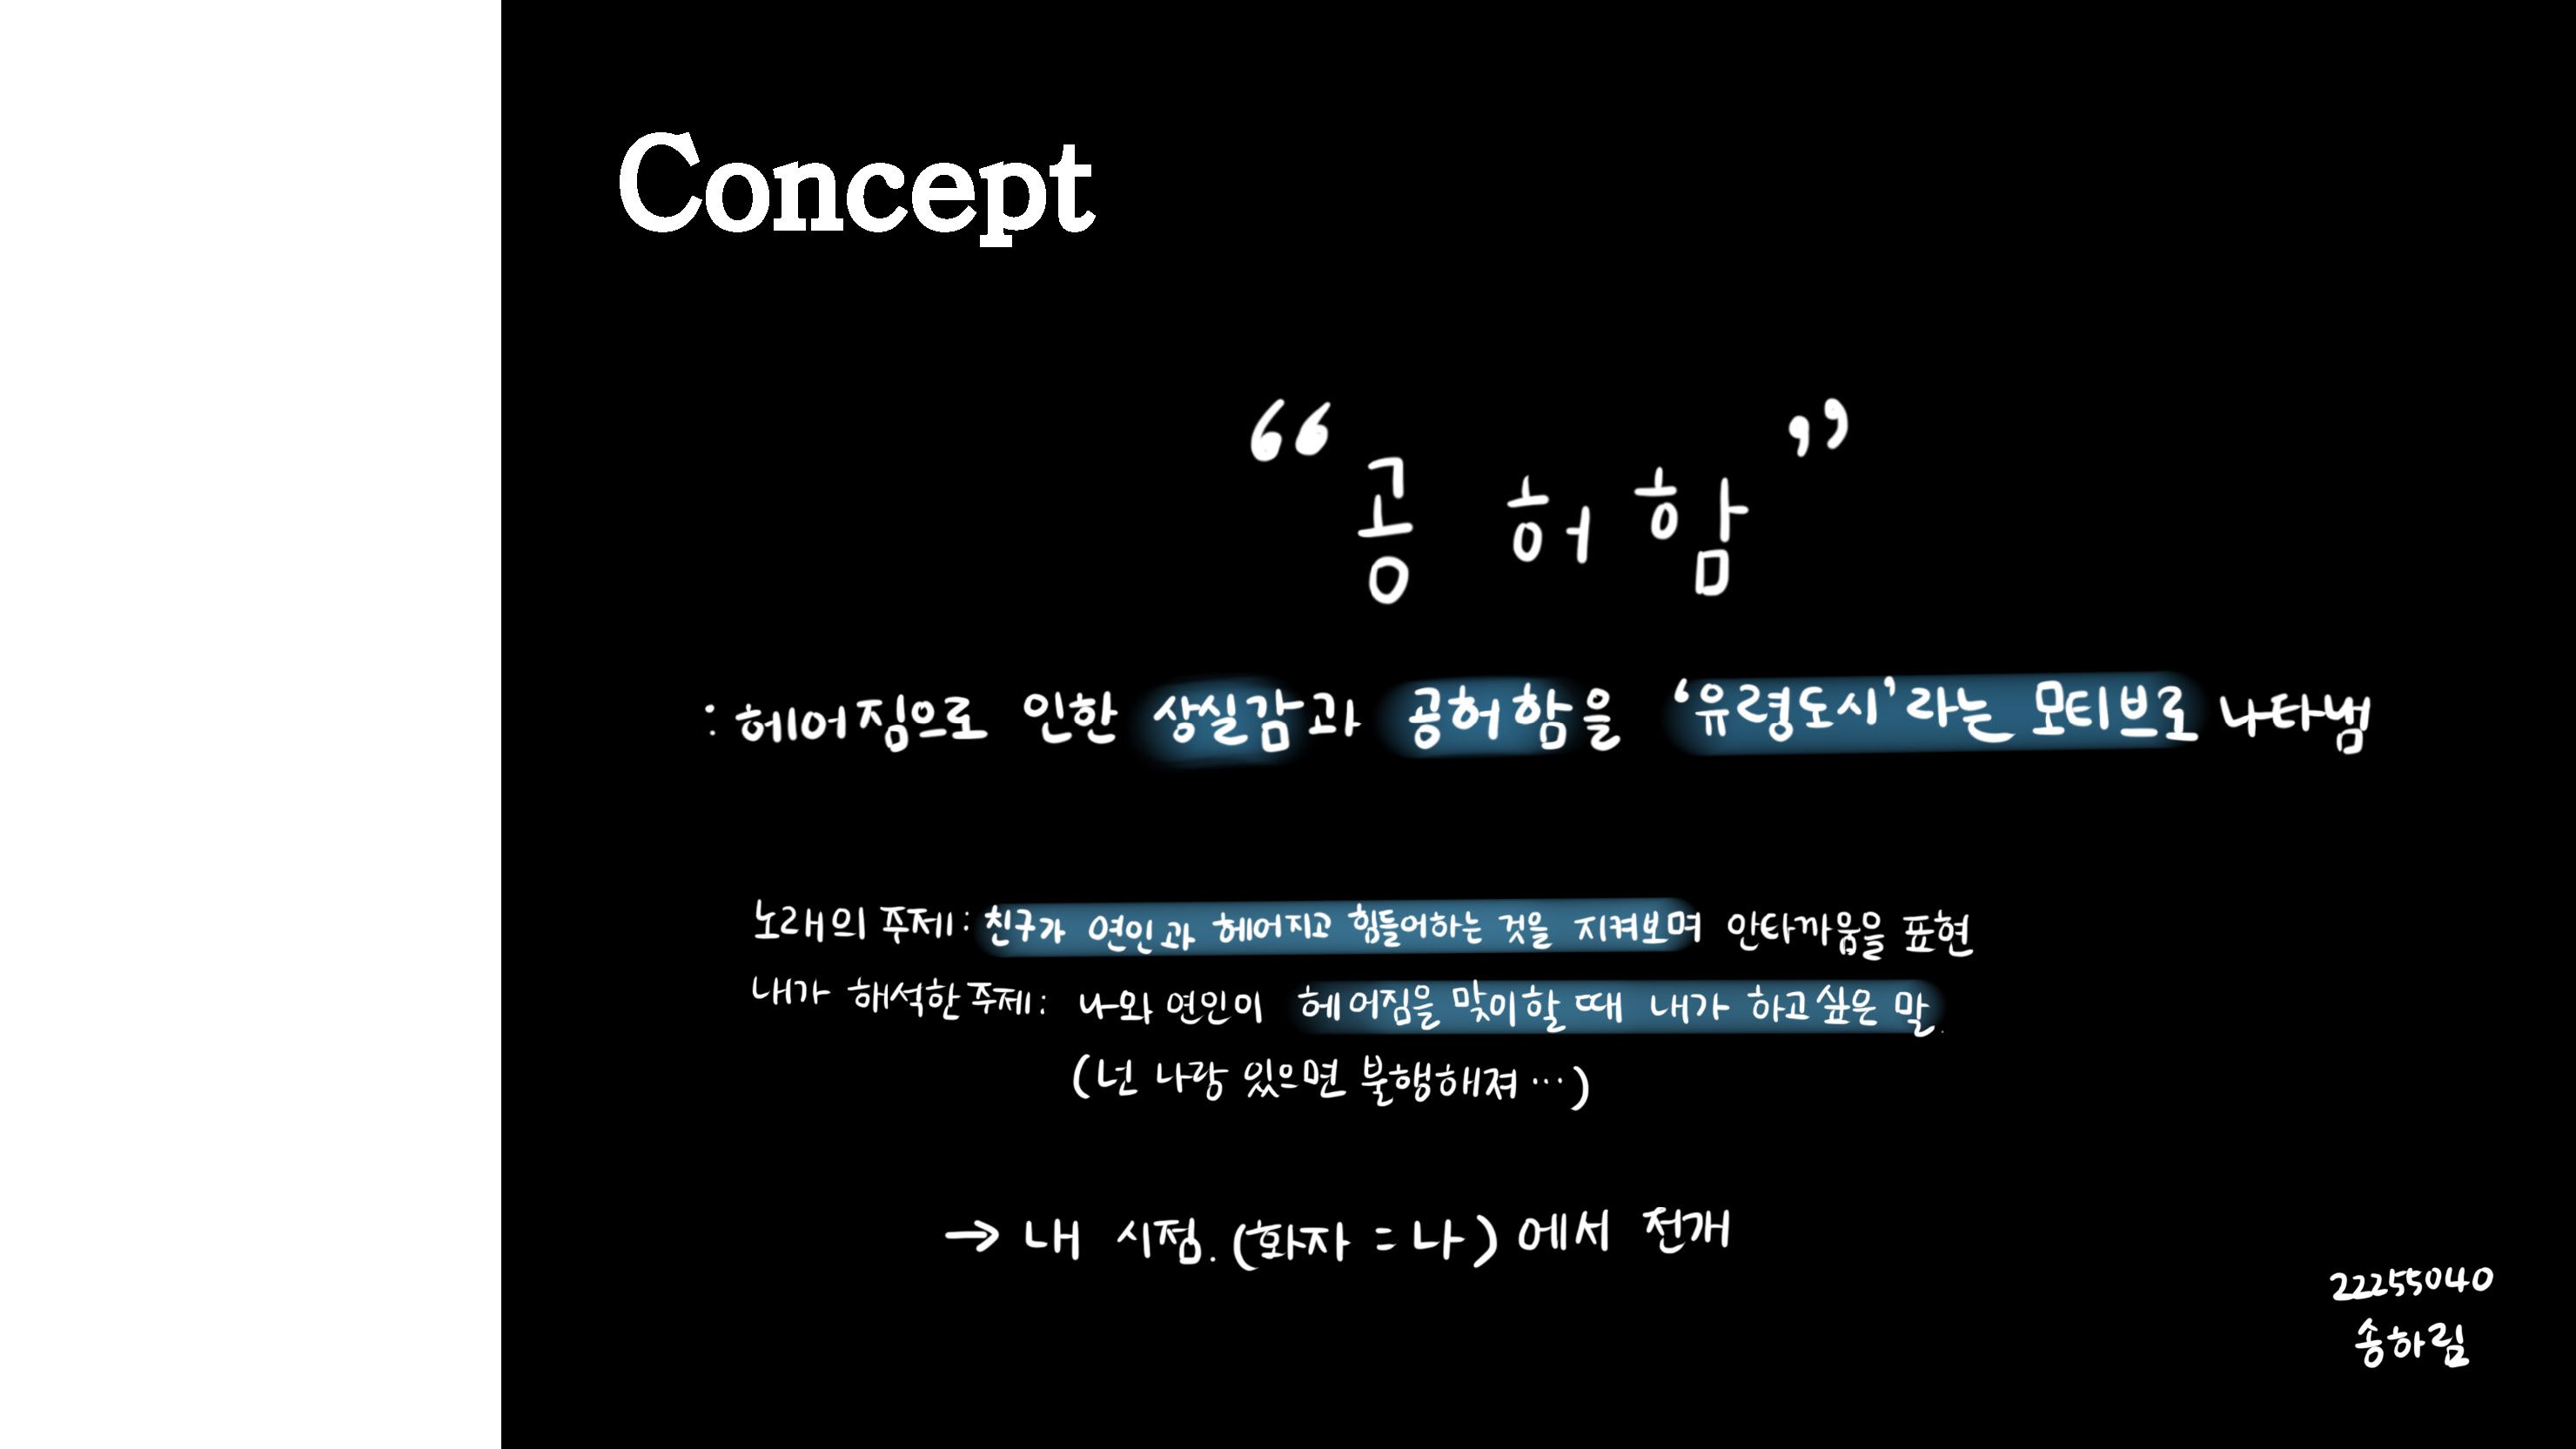 Concept
“공허함”
: 헤어짐으로 인한 상실감과 공허함을 ‘유령도시’라는 모티브로 나타냄
노래의 주제: 친구가 연인과 헤어지고 힘들어하는 것을 지켜보며 안타까움을 표현
내가 해석한 주제: 나와 연인이 헤어짐을 맞이할 때 내가 하고싶은 말.
(넌 나랑 있으면 불행해져...)
→ 내 시점. (화자 = 나) 에서 전개
22255040
송하림